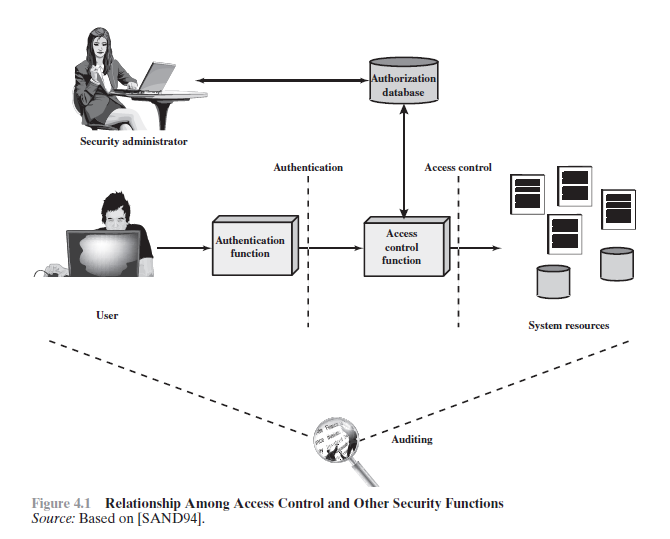 Authorization
database
Security administrator
Authentication
Access control
Authentication
function
Access
control
function
User
System resources
Auditing
Figure 4.1 Relationship Among Access Control and Other Security Functions
Source: Based on [SAND94].